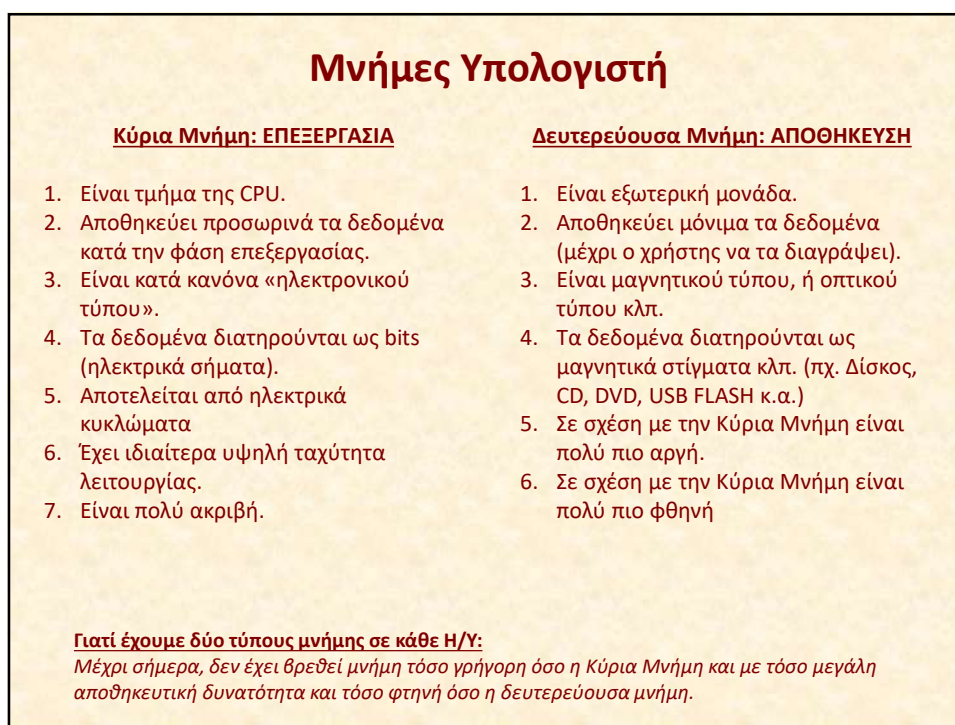 Μνήμες Υπολογιστή
Κύρια Μνήμη: ΕΠΕΞΕΡΓΑΣΙΑ
1. Είναι τμήμα της CPU.
2. Αποθηκεύει προσωρινά τα δεδομένα
κατά την φάση επεξεργασίας.
3. Είναι κατά κανόνα «ηλεκτρονικού
τύπου».
4. Τα δεδομένα διατηρούνται ως bits
(ηλεκτρικά σήματα).
5. Αποτελείται από ηλεκτρικά
κυκλώματα
6. Έχει ιδιαίτερα υψηλή ταχύτητα
λειτουργίας.
7. Είναι πολύ ακριβή.
Δευτερεύουσα Μνήμη: ΑΠΟΘΗΚΕΥΣΗ
1. Είναι εξωτερική μονάδα.
2. Αποθηκεύει μόνιμα τα δεδομένα
(μέχρι ο χρήστης να τα διαγράψει).
3. Είναι μαγνητικού τύπου, ή οπτικού
τύπου κλπ.
4. Τα δεδομένα διατηρούνται ως
μαγνητικά στίγματα κλπ. (πχ. Δίσκος,
CD, DVD, USB FLASH κ.α.)
5. Σε σχέση με την Κύρια Μνήμη είναι
πολύ πιο αργή.
6. Σε σχέση με την Κύρια Μνήμη είναι
πολύ πιο φθηνή
Γιατί έχουμε δύο τύπους μνήμης σε κάθε Η/Υ:
Μέχρι σήμερα, δεν έχει βρεθεί μνήμη τόσο γρήγορη όσο η Κύρια Μνήμη και με τόσο μεγάλη
αποθηκευτική δυνατότητα και τόσο φτηνή όσο η δευτερεύουσα μνήμη.